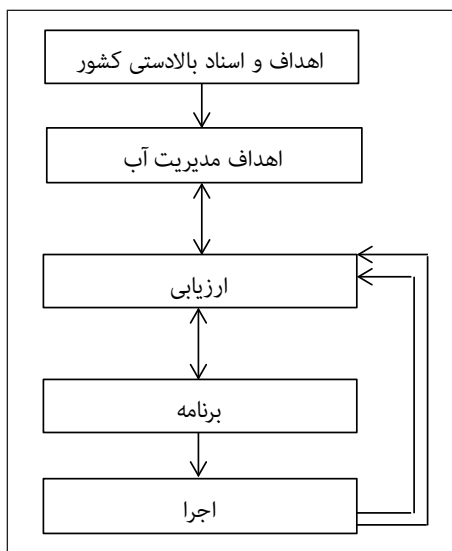 اهداف و اسناد بالادستی کشور
اهداف مدیریت آب
ارزیابی
برنامه
اجرا